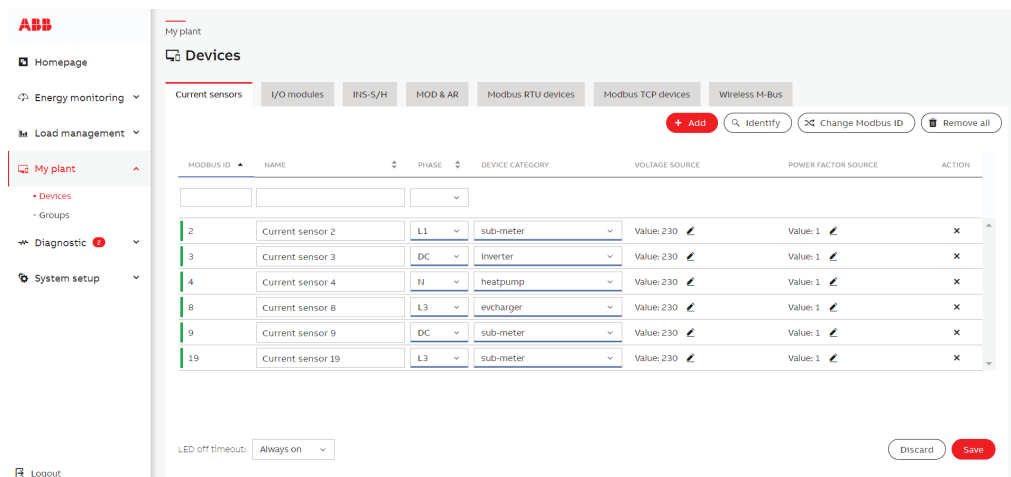 ABB
Homepage
Energy monitoring
Load management
My plant
Devices
Groups
Diagnostic 2
System setup
Logout
My plant
Devices
Current sensors I/O modules INS-S/H MOD & AR Modbus RTU devices Modbus TCP devices Wireless M-Bus
+ Add Identify Change Modbus ID Remove all
MODBUS ID NAME PHASE DEVICE CATEGORY VOLTAGE SOURCE POWER FACTOR SOURCE ACTION
2 Current sensor 2 L1 sub-meter Value: 230 Value: 1 x
3 Current sensor 3 DC inverter Value: 230 Value: 1 x
4 Current sensor 4 N heatpump Value: 230 Value: 1 x
8 Current sensor 8 L3 evcharger Value: 230 Value: 1 x
9 Current sensor 9 DC sub-meter Value: 230 Value: 1 x
19 Current sensor 19 L3 sub-meter Value: 230 Value: 1 x
LED off timeout: Always on
Discard Save